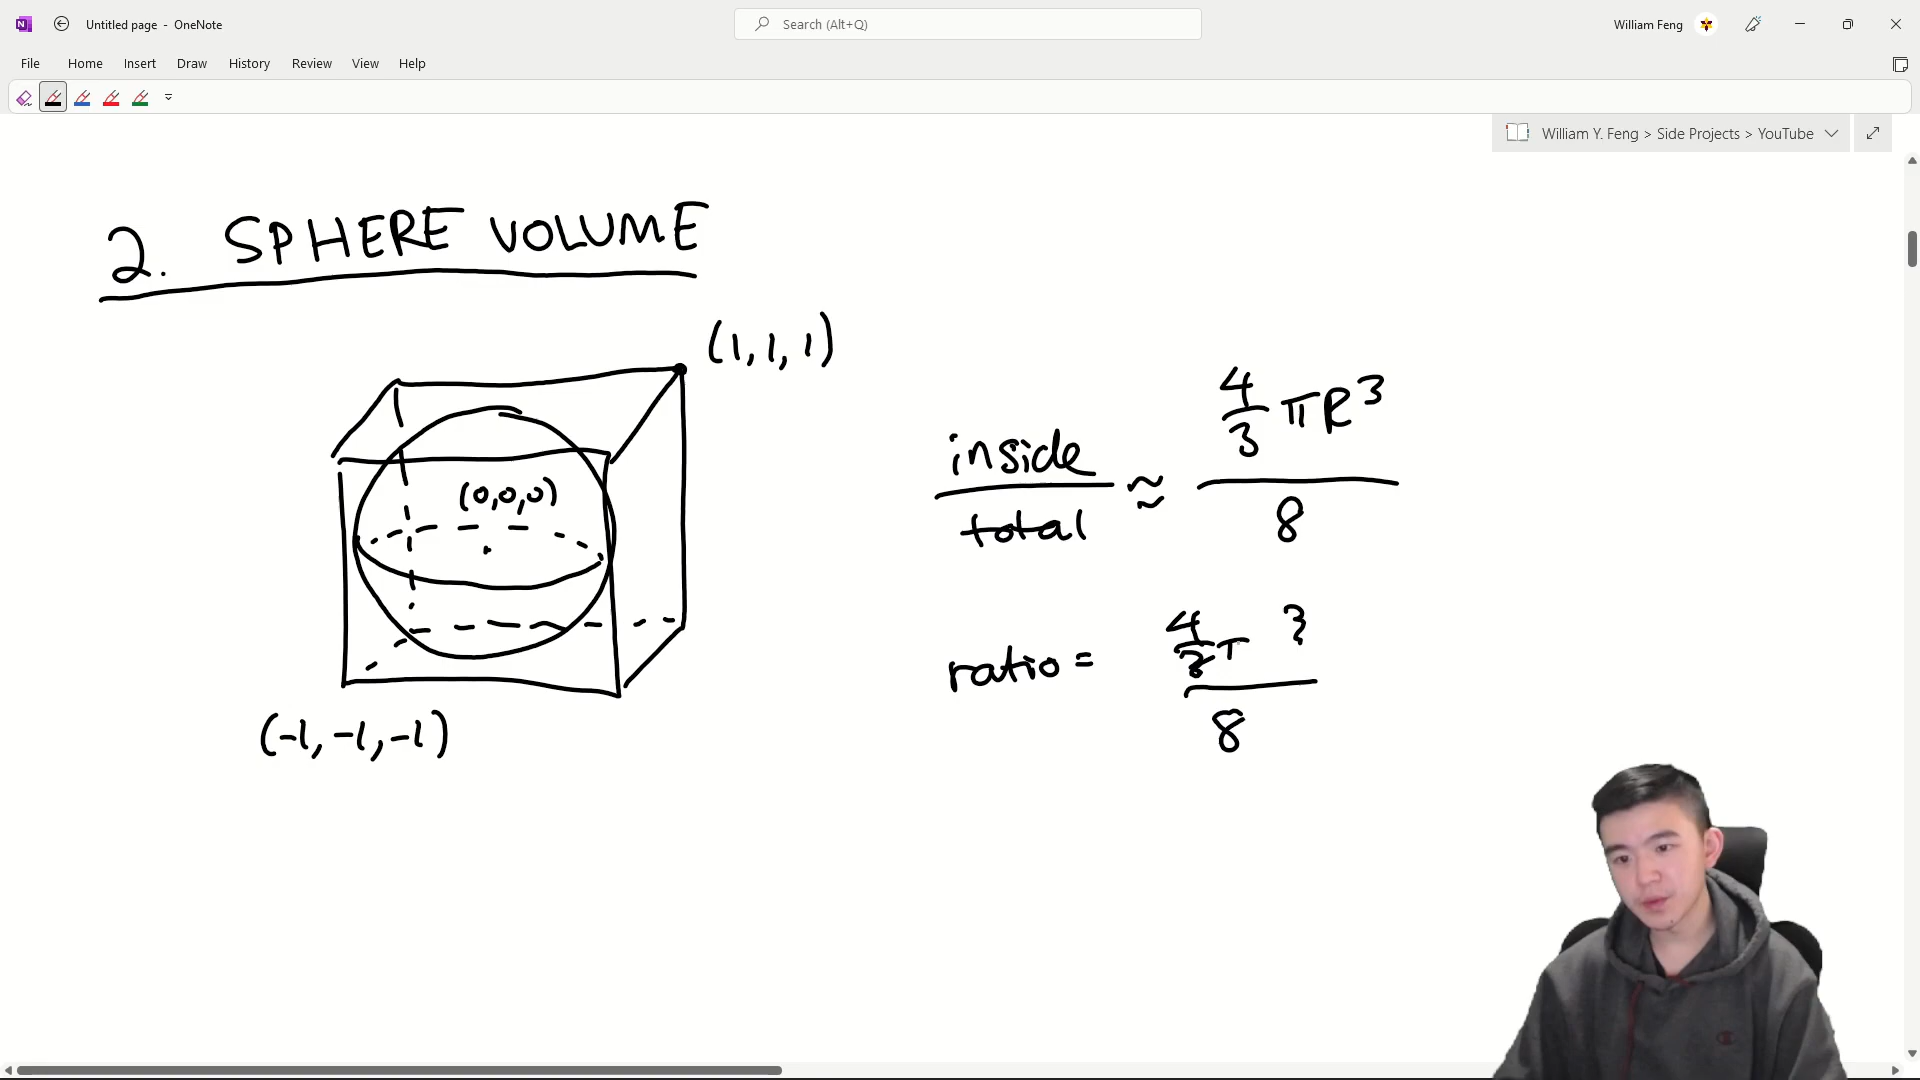 Untitled page - OneNote
Search (Alt+Q)
William Feng
File Home Insert Draw History Review View Help
William Y. Feng > Side Projects > YouTube
2. SPHERE VOLUME
(1, 1, 1)
(0,0,0)
(-1, -1, -1)
inside
total
≈
4
3
πR³
8
ratio =
4
3
π
3
8